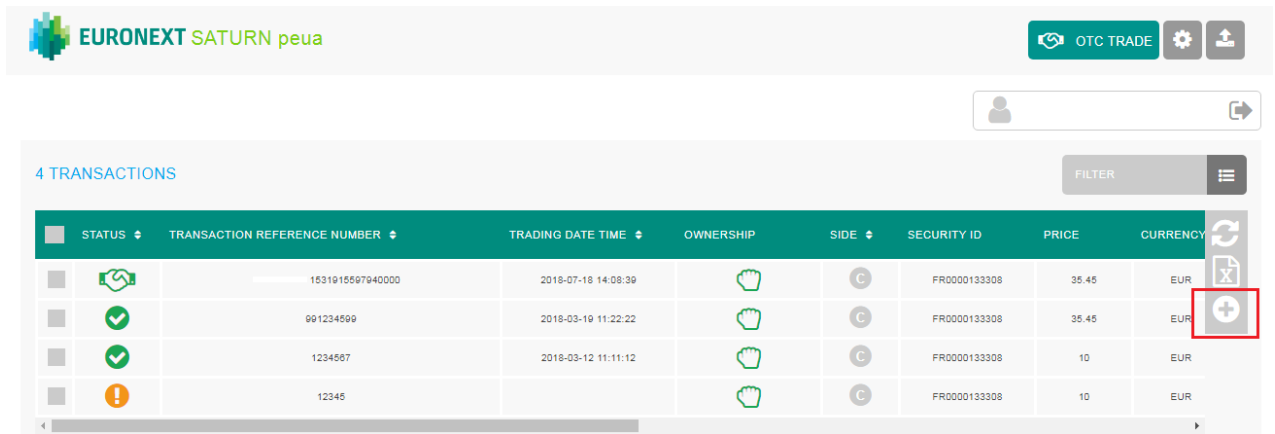 EURONEXT SATURN peua
OTC TRADE
4 TRANSACTIONS
FILTER
STATUS TRANSACTION REFERENCE NUMBER TRADING DATE TIME OWNERSHIP SIDE SECURITY ID PRICE CURRENCY
1531915597940000 2018-07-18 14:08:39 C FR0000133308 35.45 EUR X
991234599 2018-03-19 11:22:22 C FR0000133308 35.45 EUR
1234567 2018-03-12 11:11:12 C FR0000133308 10 EUR
12345 C FR0000133308 10 EUR